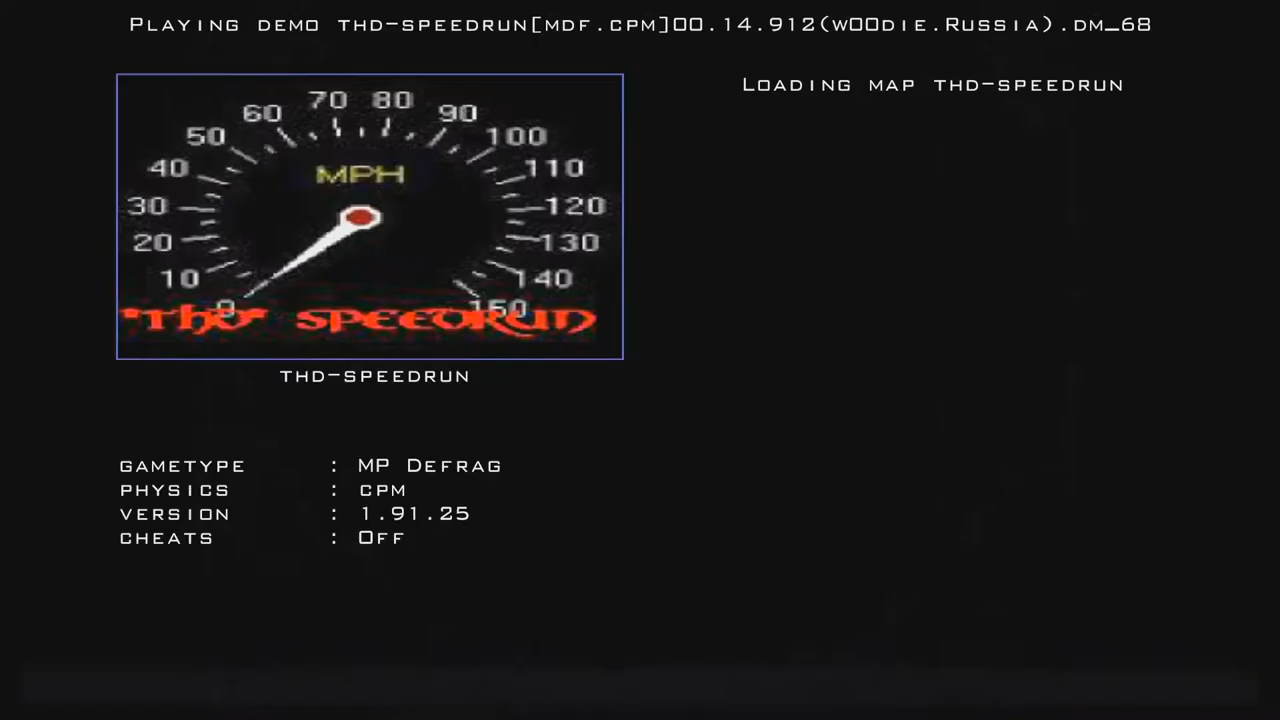 Playing demo thd-speedrun[mdf.cpm]00.14.912(w00die.Russia).dm_68
Loading map thd-speedrun
70 80
60 90
50 100
40 110
MPH
30 120
20 130
10 140
0 150
"Thd" speedrun
thd-speedrun
gametype : MP Defrag
physics : cpm
version : 1.91.25
cheats : Off